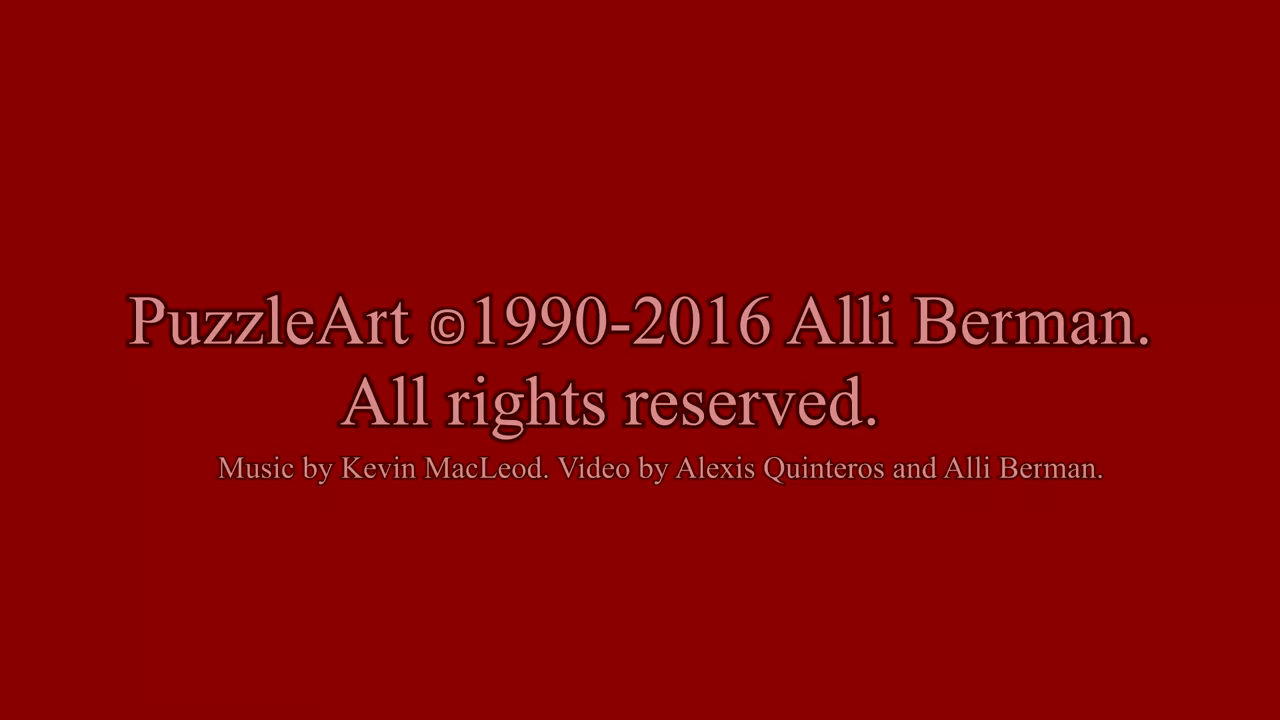 PuzzleArt ©1990-2016 Alli Berman.
All rights reserved.
Music by Kevin MacLeod. Video by Alexis Quinteros and Alli Berman.